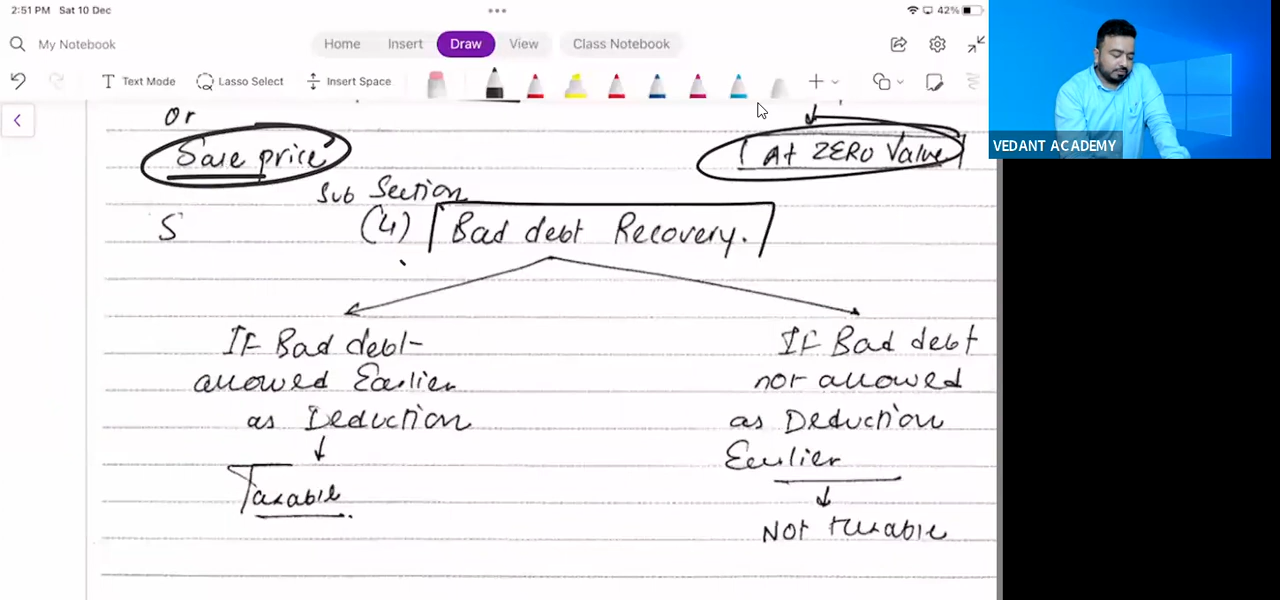 2:51 PM Sat 10 Dec
42%
My Notebook
Home Insert Draw View Class Notebook
Text Mode Lasso Select Insert Space
VEDANT ACADEMY
Or
Sale price
At ZERO Value
Sub Section
S
(4) Bad debt Recovery.
If Bad debt
allowed Earlier
as Deduction
Taxable
If Bad debt
not allowed
as Deduction
Earlier
Not taxable